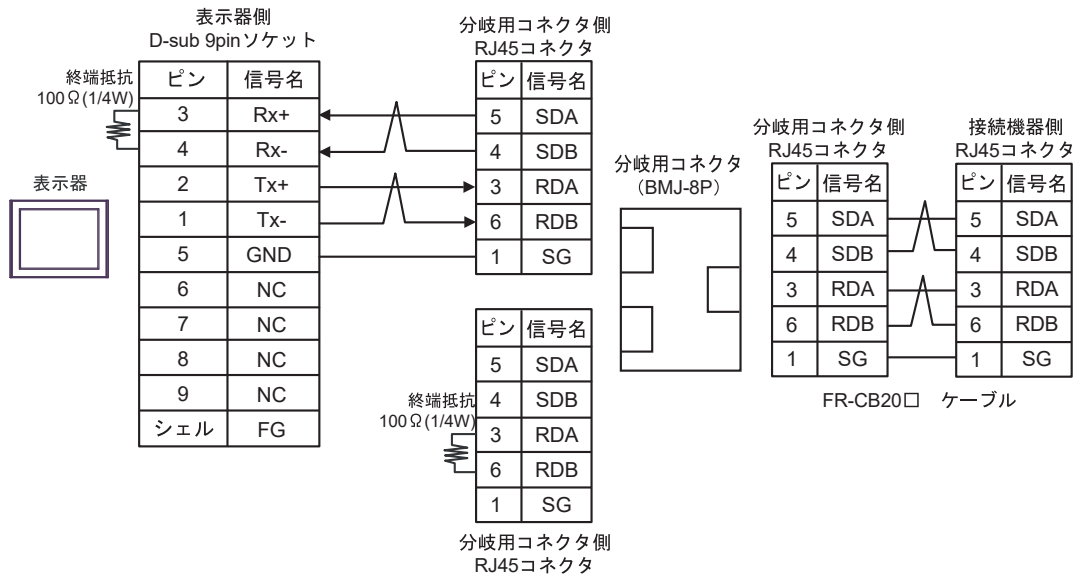 表示器側
D-sub 9pinソケット
終端抵抗
100Ω(1/4W)
ピン 信号名
3 Rx+
4 Rx-
2 Tx+
1 Tx-
5 GND
6 NC
7 NC
8 NC
9 NC
シェル FG
表示器
分岐用コネクタ側
RJ45コネクタ
ピン 信号名
5 SDA
4 SDB
3 RDA
6 RDB
1 SG
ピン 信号名
5 SDA
4 SDB
3 RDA
6 RDB
1 SG
終端抵抗
100Ω(1/4W)
分岐用コネクタ側
RJ45コネクタ
分岐用コネクタ
（BMJ-8P）
分岐用コネクタ側
RJ45コネクタ
ピン 信号名
5 SDA
4 SDB
3 RDA
6 RDB
1 SG
接続機器側
RJ45コネクタ
ピン 信号名
5 SDA
4 SDB
3 RDA
6 RDB
1 SG
FR-CB20□ ケーブル